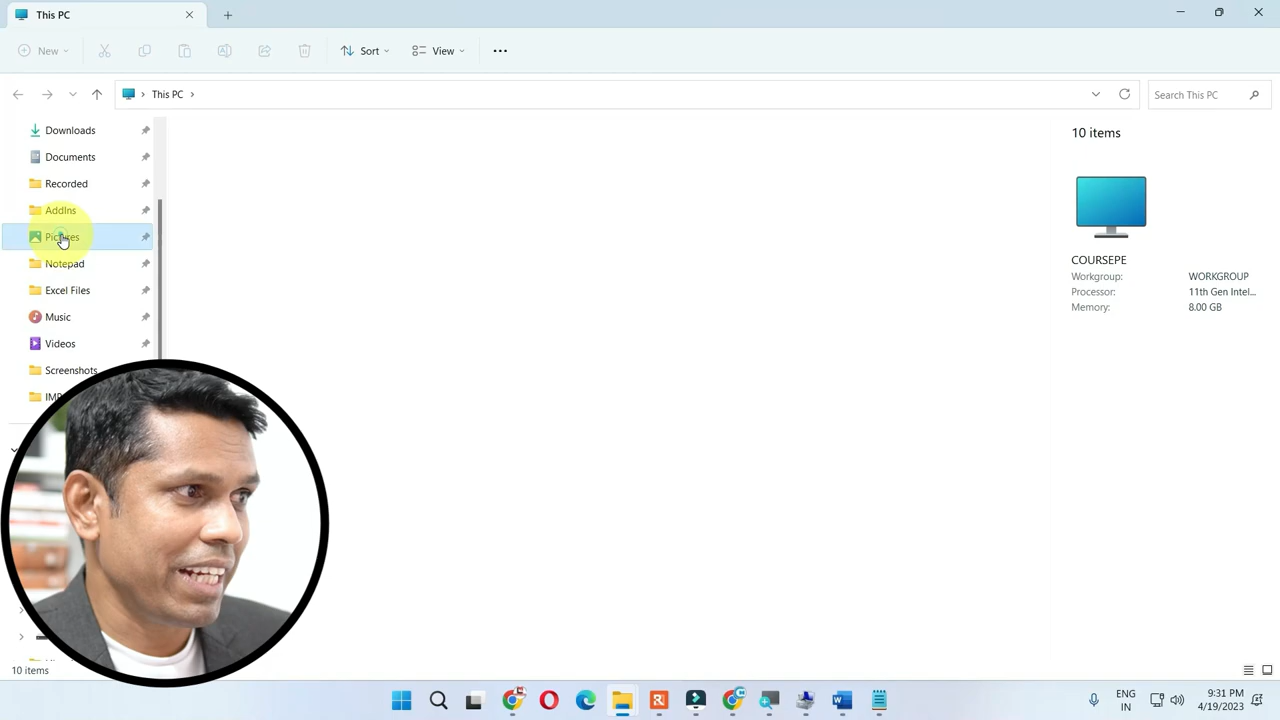 This PC
New
Sort
View
This PC
Search This PC
Downloads
Documents
Recorded
AddIns
Pictures
Notepad
Excel Files
Music
Videos
Screenshots
10 items
COURSEPE
Workgroup: WORKGROUP
Processor: 11th Gen Intel...
Memory: 8.00 GB
10 items
ENG
IN
9:31 PM
4/19/2023